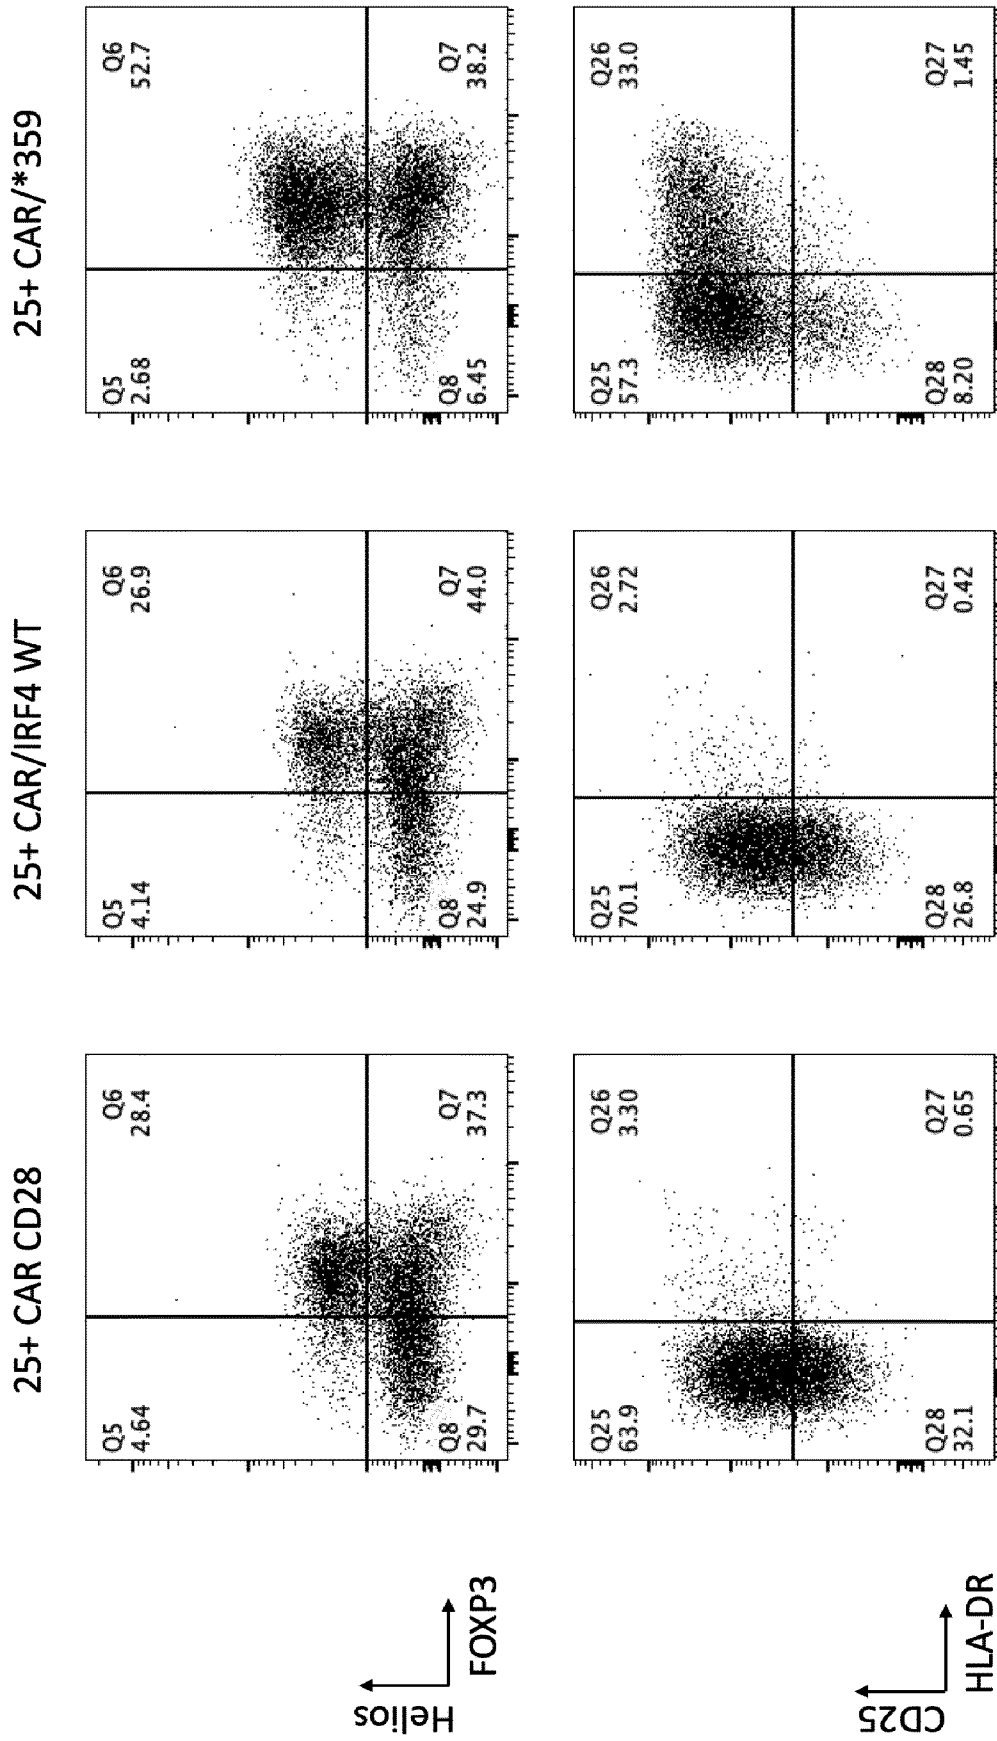 25+ CAR CD28
25+ CAR/IRF4 WT
25+ CAR/*359
Q5
4.64
Q6
28.4
Q8
29.7
Q7
37.3
Q5
4.14
Q6
26.9
Q8
24.9
Q7
44.0
Q5
2.68
Q6
52.7
Q8
6.45
Q7
38.2
Helios
FOXP3
Q25
63.9
Q26
3.30
Q28
32.1
Q27
0.65
Q25
70.1
Q26
2.72
Q28
26.8
Q27
0.42
Q25
57.3
Q26
33.0
Q28
8.20
Q27
1.45
CD25
HLA-DR